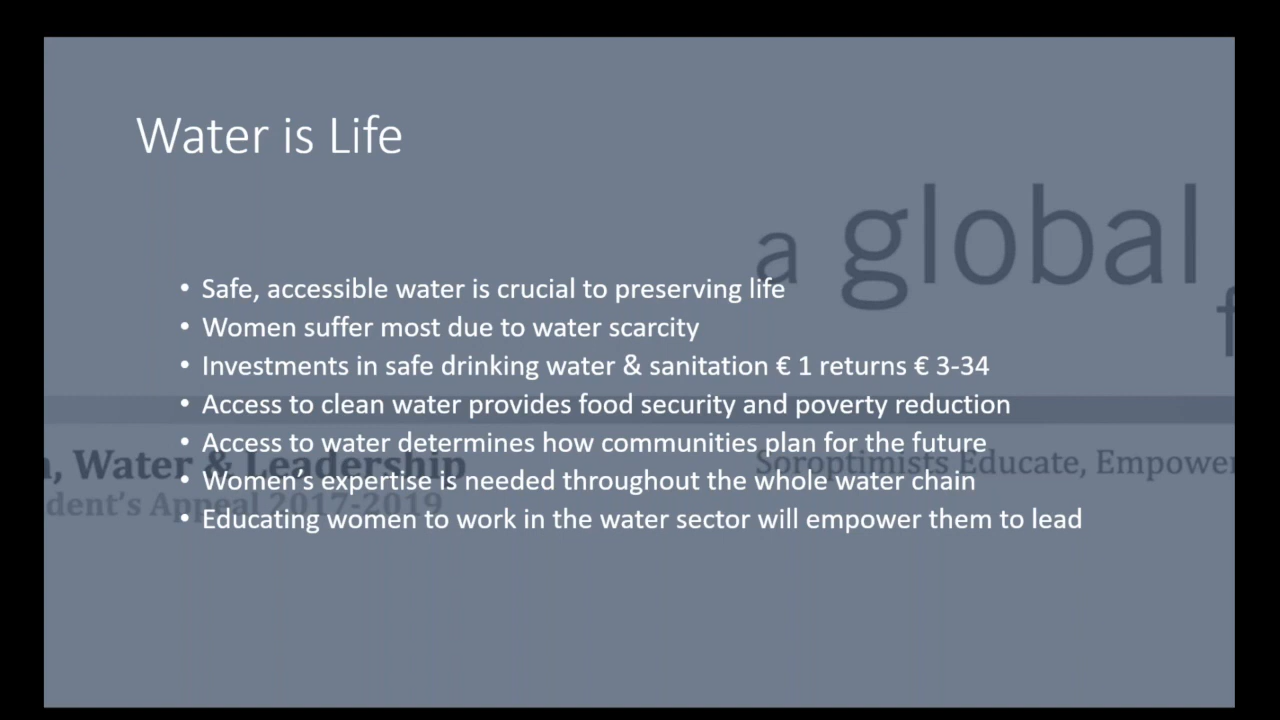 Water is Life
a global
• Safe, accessible water is crucial to preserving life
• Women suffer most due to water scarcity
• Investments in safe drinking water & sanitation € 1 returns € 3-34
• Access to clean water provides food security and poverty reduction
• Access to water determines how communities plan for the future
, Water & Leadership
Soroptimists Educate, Empower
• Women’s expertise is needed throughout the whole water chain
dent’s Appeal 2017-2019
• Educating women to work in the water sector will empower them to lead